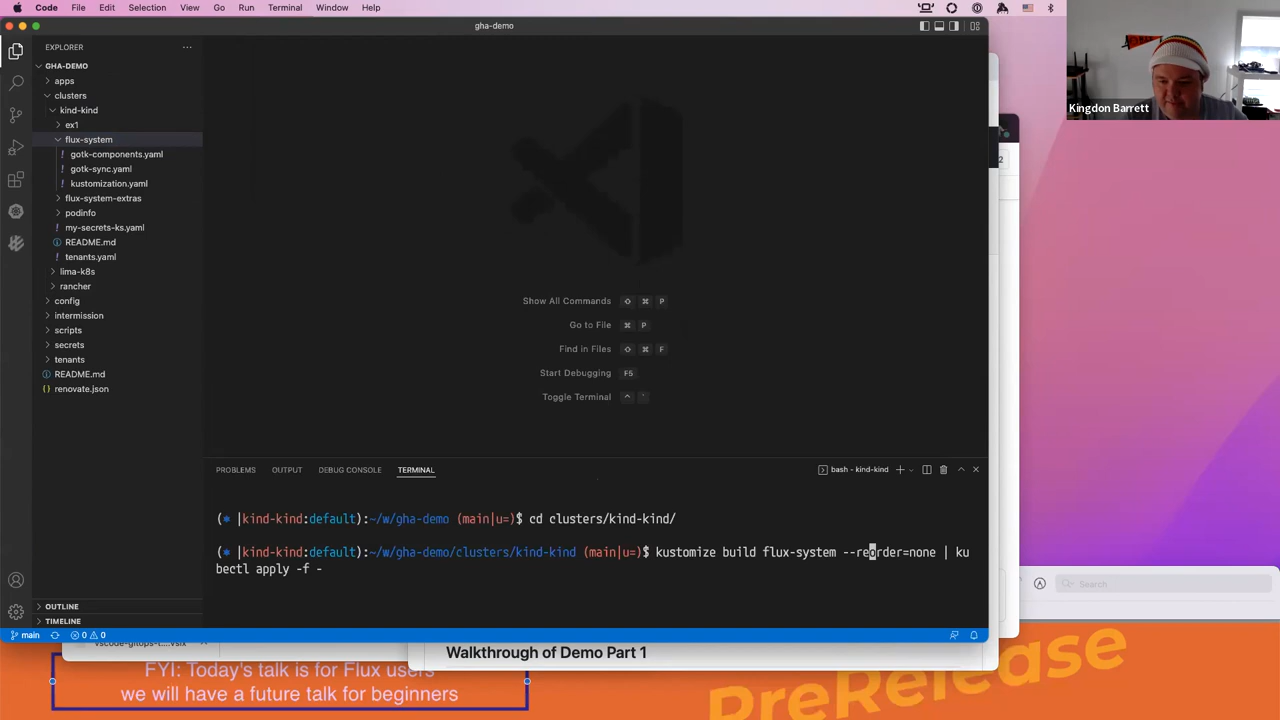 Code File Edit Selection View Go Run Terminal Window Help
gha-demo
Kingdon Barrett
EXPLORER
GHA-DEMO
apps
clusters
kind-kind
ex1
flux-system
gotk-components.yaml
gotk-sync.yaml
kustomization.yaml
flux-system-extras
podinfo
my-secrets-ks.yaml
README.md
tenants.yaml
lima-k8s
rancher
config
intermission
scripts
secrets
tenants
README.md
renovate.json
OUTLINE
TIMELINE
Show All Commands ⇧ ⌘ P
Go to File ⌘ P
Find in Files ⇧ ⌘ F
Start Debugging F5
Toggle Terminal ^ `
PROBLEMS OUTPUT DEBUG CONSOLE TERMINAL
bash - kind-kind
(* |kind-kind:default):~/w/gha-demo (main|u=)$ cd clusters/kind-kind/
(* |kind-kind:default):~/w/gha-demo/clusters/kind-kind (main|u=)$ kustomize build flux-system --reorder=none | ku
bectl apply -f -
main 0 0
2
Search
Walkthrough of Demo Part 1
FYI: Today's talk is for Flux users
we will have a future talk for beginners
PreRelease